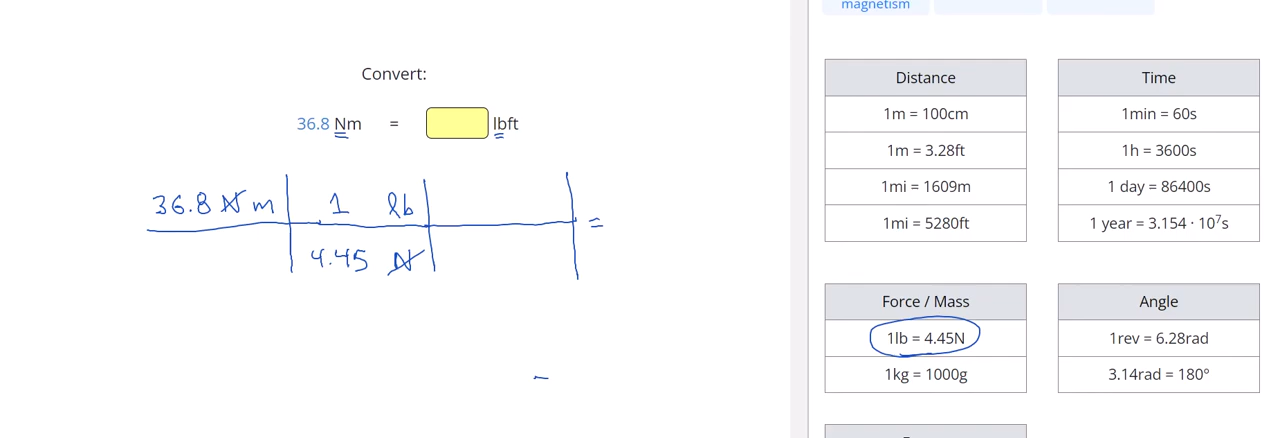 magnetism
Convert:
36.8 Nm = lbft
36.8 N m 1 lb =
4.45 N
Distance
1m = 100cm
1m = 3.28ft
1mi = 1609m
1mi = 5280ft
Time
1min = 60s
1h = 3600s
1 day = 86400s
1 year = 3.154 · 10⁷s
Force / Mass
1lb = 4.45N
1kg = 1000g
Angle
1rev = 6.28rad
3.14rad = 180°